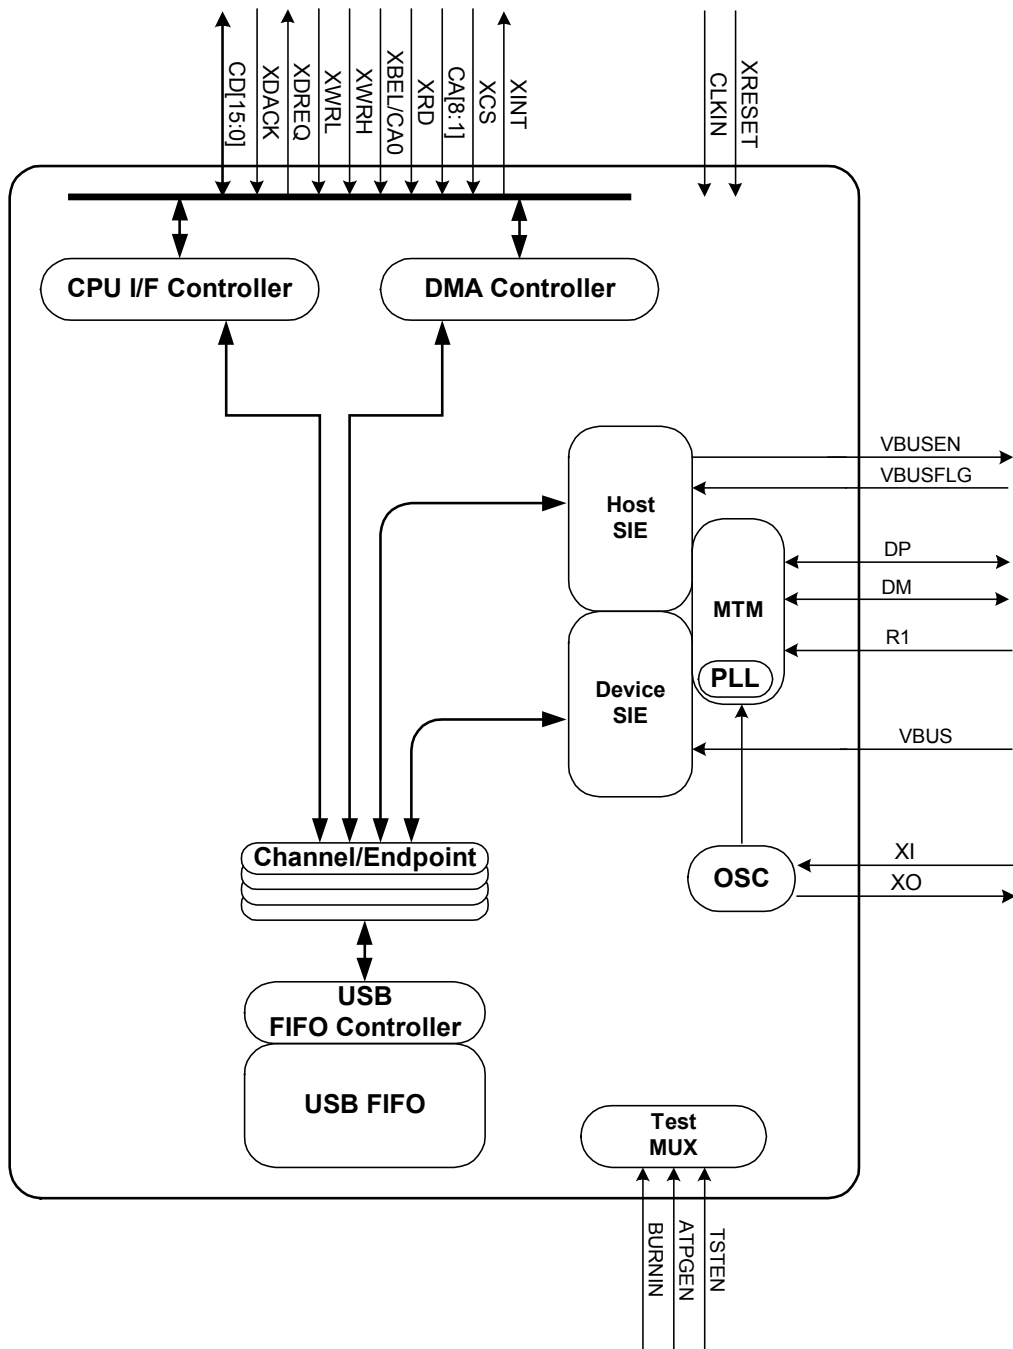 CD[15:0]
XDACK
XDREQ
XWRL
XWRH
XBEL/CA0
XRD
CA[8:1]
XCS
XINT
CLKIN
XRESET
CPU I/F Controller
DMA Controller
VBUSEN
VBUSFLG
Host
SIE
DP
DM
MTM
R1
PLL
Device
SIE
VBUS
Channel/Endpoint
OSC
XI
XO
USB
FIFO Controller
USB FIFO
Test
MUX
BURNIN
ATPGEN
TSTEN